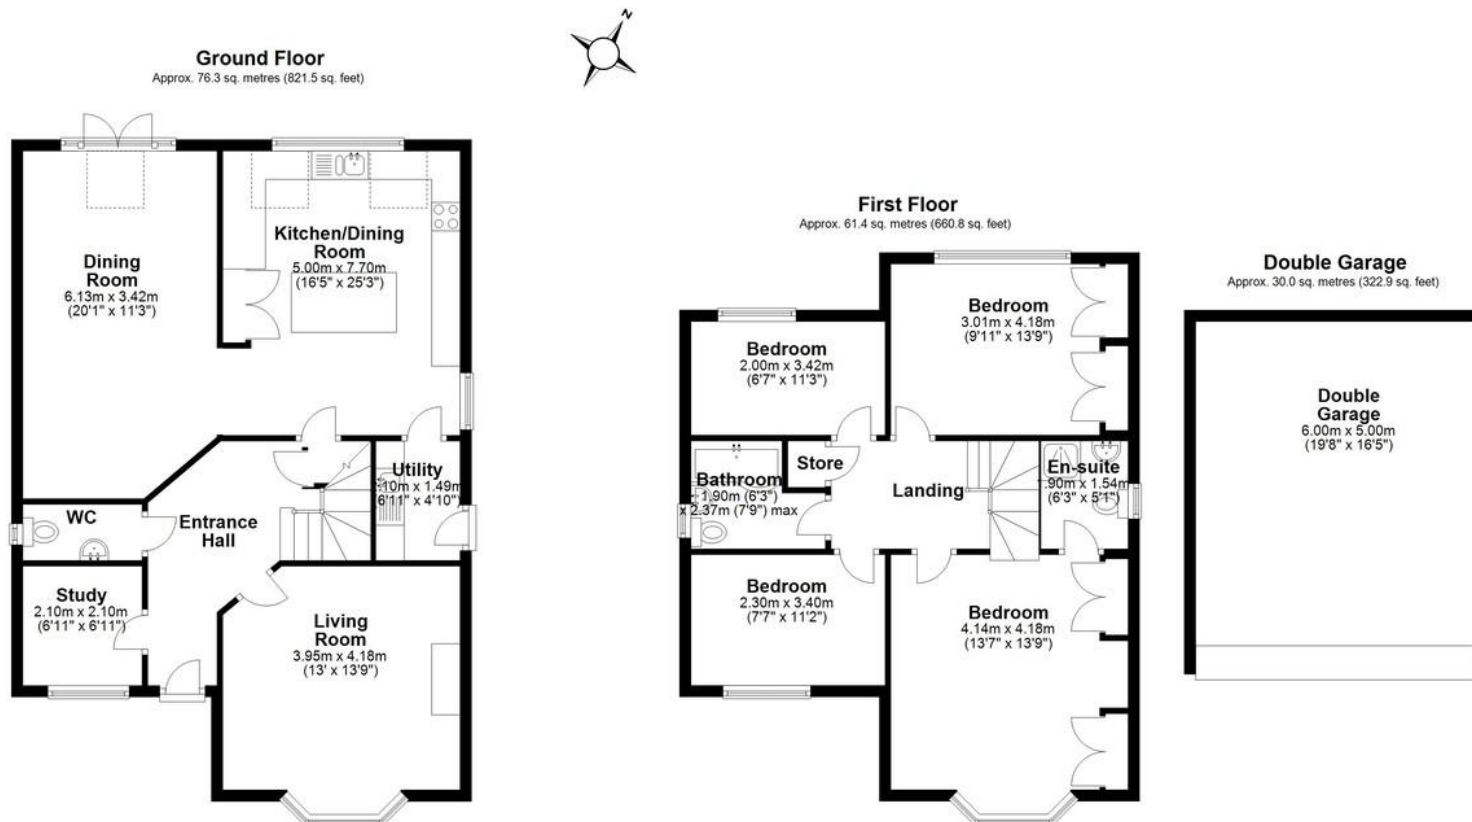 N
Ground Floor
Approx. 76.3 sq. metres (821.5 sq. feet)
Dining
Room
6.13m x 3.42m
(20'1" x 11'3")
Kitchen/Dining
Room
5.00m x 7.70m
(16'5" x 25'3")
Utility
.10m x 1.49m
6'11" x 4'10")
WC
Entrance
Hall
Study
2.10m x 2.10m
(6'11" x 6'11")
Living
Room
3.95m x 4.18m
(13' x 13'9")
First Floor
Approx. 61.4 sq. metres (660.8 sq. feet)
Bedroom
3.01m x 4.18m
(9'11" x 13'9")
Bedroom
2.00m x 3.42m
(6'7" x 11'3")
Store
Bathroom
1.90m (6'3")
x 2.37m (7'9") max
Landing
En-suite
.90m x 1.54m
(6'3" x 5'1")
Bedroom
2.30m x 3.40m
(7'7" x 11'2")
Bedroom
4.14m x 4.18m
(13'7" x 13'9")
Double Garage
Approx. 30.0 sq. metres (322.9 sq. feet)
Double
Garage
6.00m x 5.00m
(19'8" x 16'5")